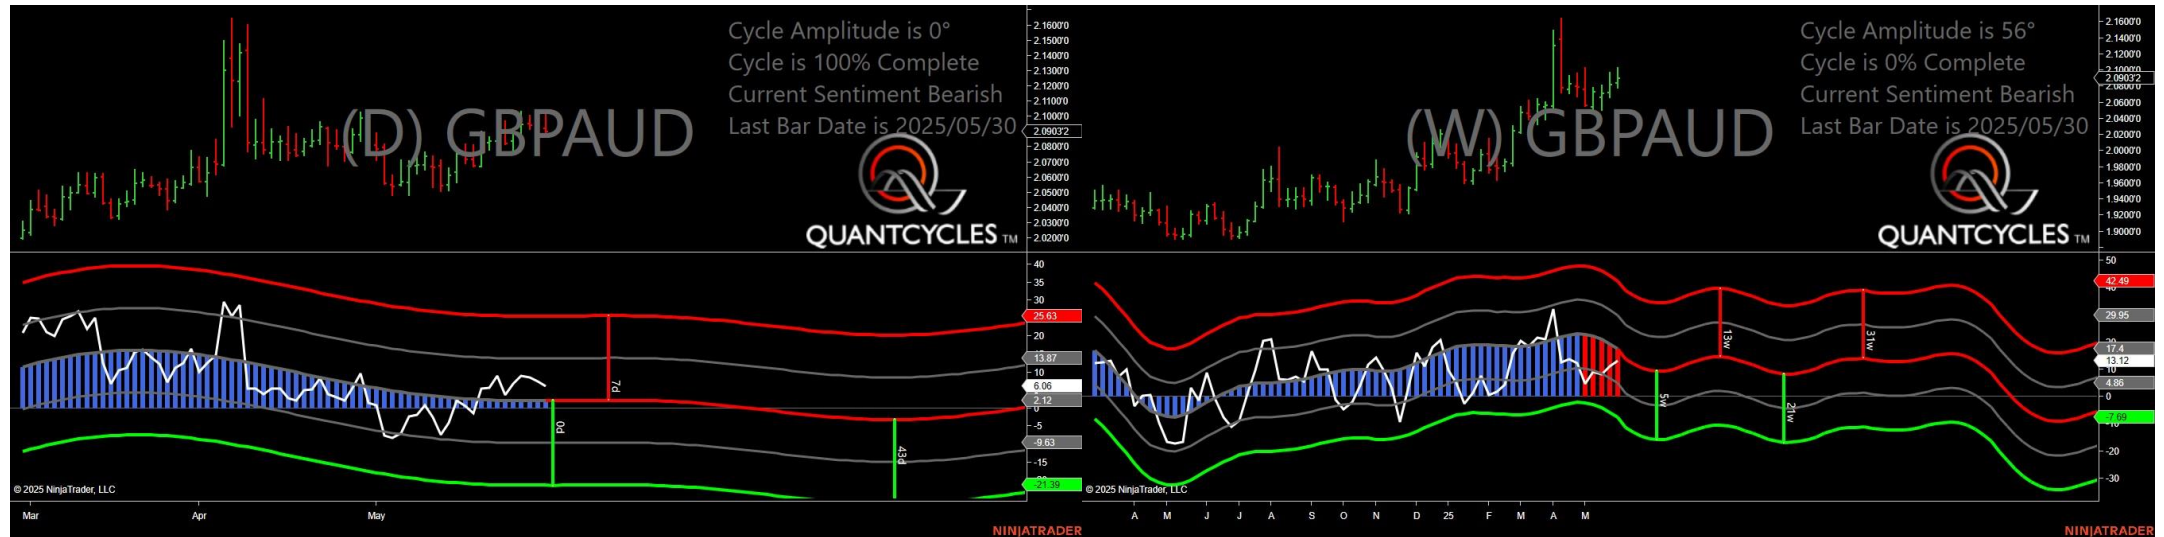 Cycle Amplitude is 0°
Cycle is 100% Complete
Current Sentiment Bearish
Last Bar Date is 2025/05/30
(D) GBPAUD
QUANTCYCLES TM
2.1600'0
2.1500'0
2.1400'0
2.1300'0
2.1200'0
2.1100'0
2.1000'0
2.0903'2
2.0800'0
2.0700'0
2.0600'0
2.0500'0
2.0400'0
2.0300'0
2.0200'0
40
35
30
25.63
20
13.87
10
6.06
2.12
0
-5
-9.63
-15
-21.39
7d
0d
43d
© 2025 NinjaTrader, LLC
Mar Apr May
NINJATRADER
Cycle Amplitude is 56°
Cycle is 0% Complete
Current Sentiment Bearish
Last Bar Date is 2025/05/30
(W) GBPAUD
QUANTCYCLES TM
2.1600'0
2.1400'0
2.1200'0
2.1000'0
2.0903'2
2.0600'0
2.0400'0
2.0200'0
2.0000'0
1.9800'0
1.9600'0
1.9400'0
1.9200'0
1.9000'0
50
42.49
29.95
17.4
13.12
4.86
0
-7.69
-20
-30
13w
31w
5w
21w
© 2025 NinjaTrader, LLC
A M J J A S O N D 25 F M A M
NINJATRADER